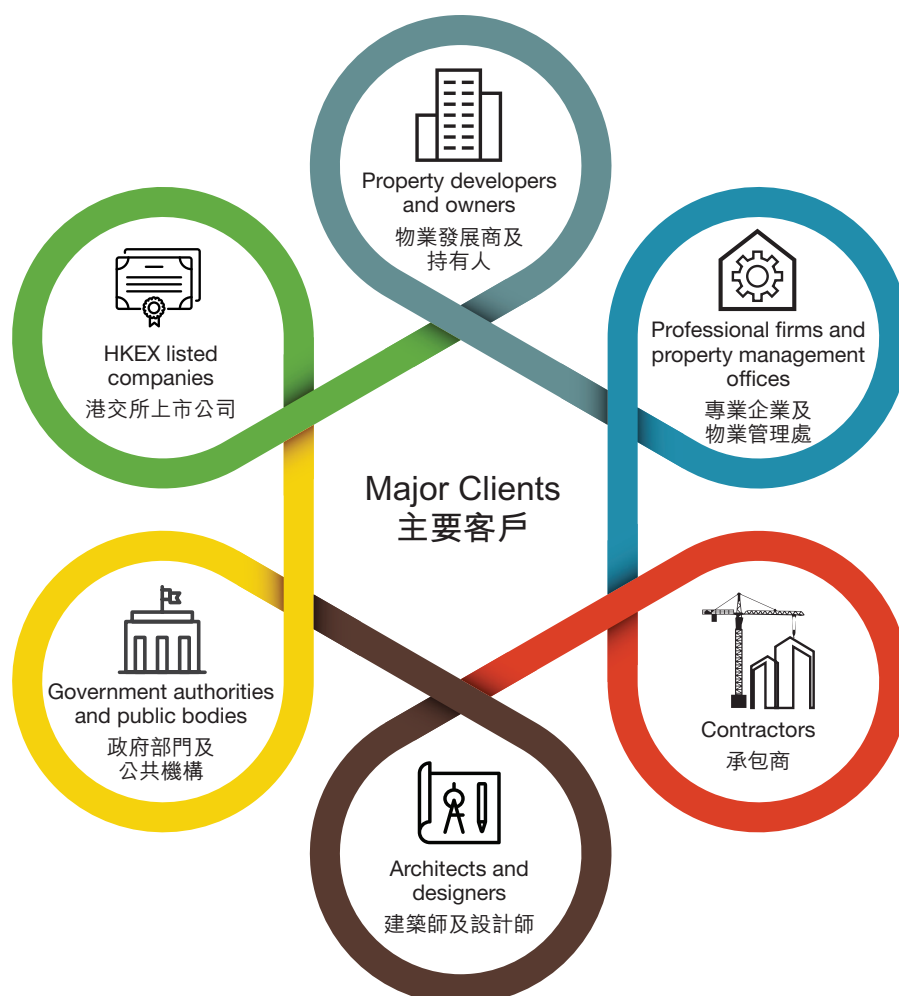 Property developers
and owners
物業發展商及
持有人
HKEX listed
companies
港交所上市公司
Professional firms and
property management
offices
專業企業及
物業管理處
Major Clients
主要客戶
Government authorities
and public bodies
政府部門及
公共機構
Contractors
承包商
Architects and
designers
建築師及設計師